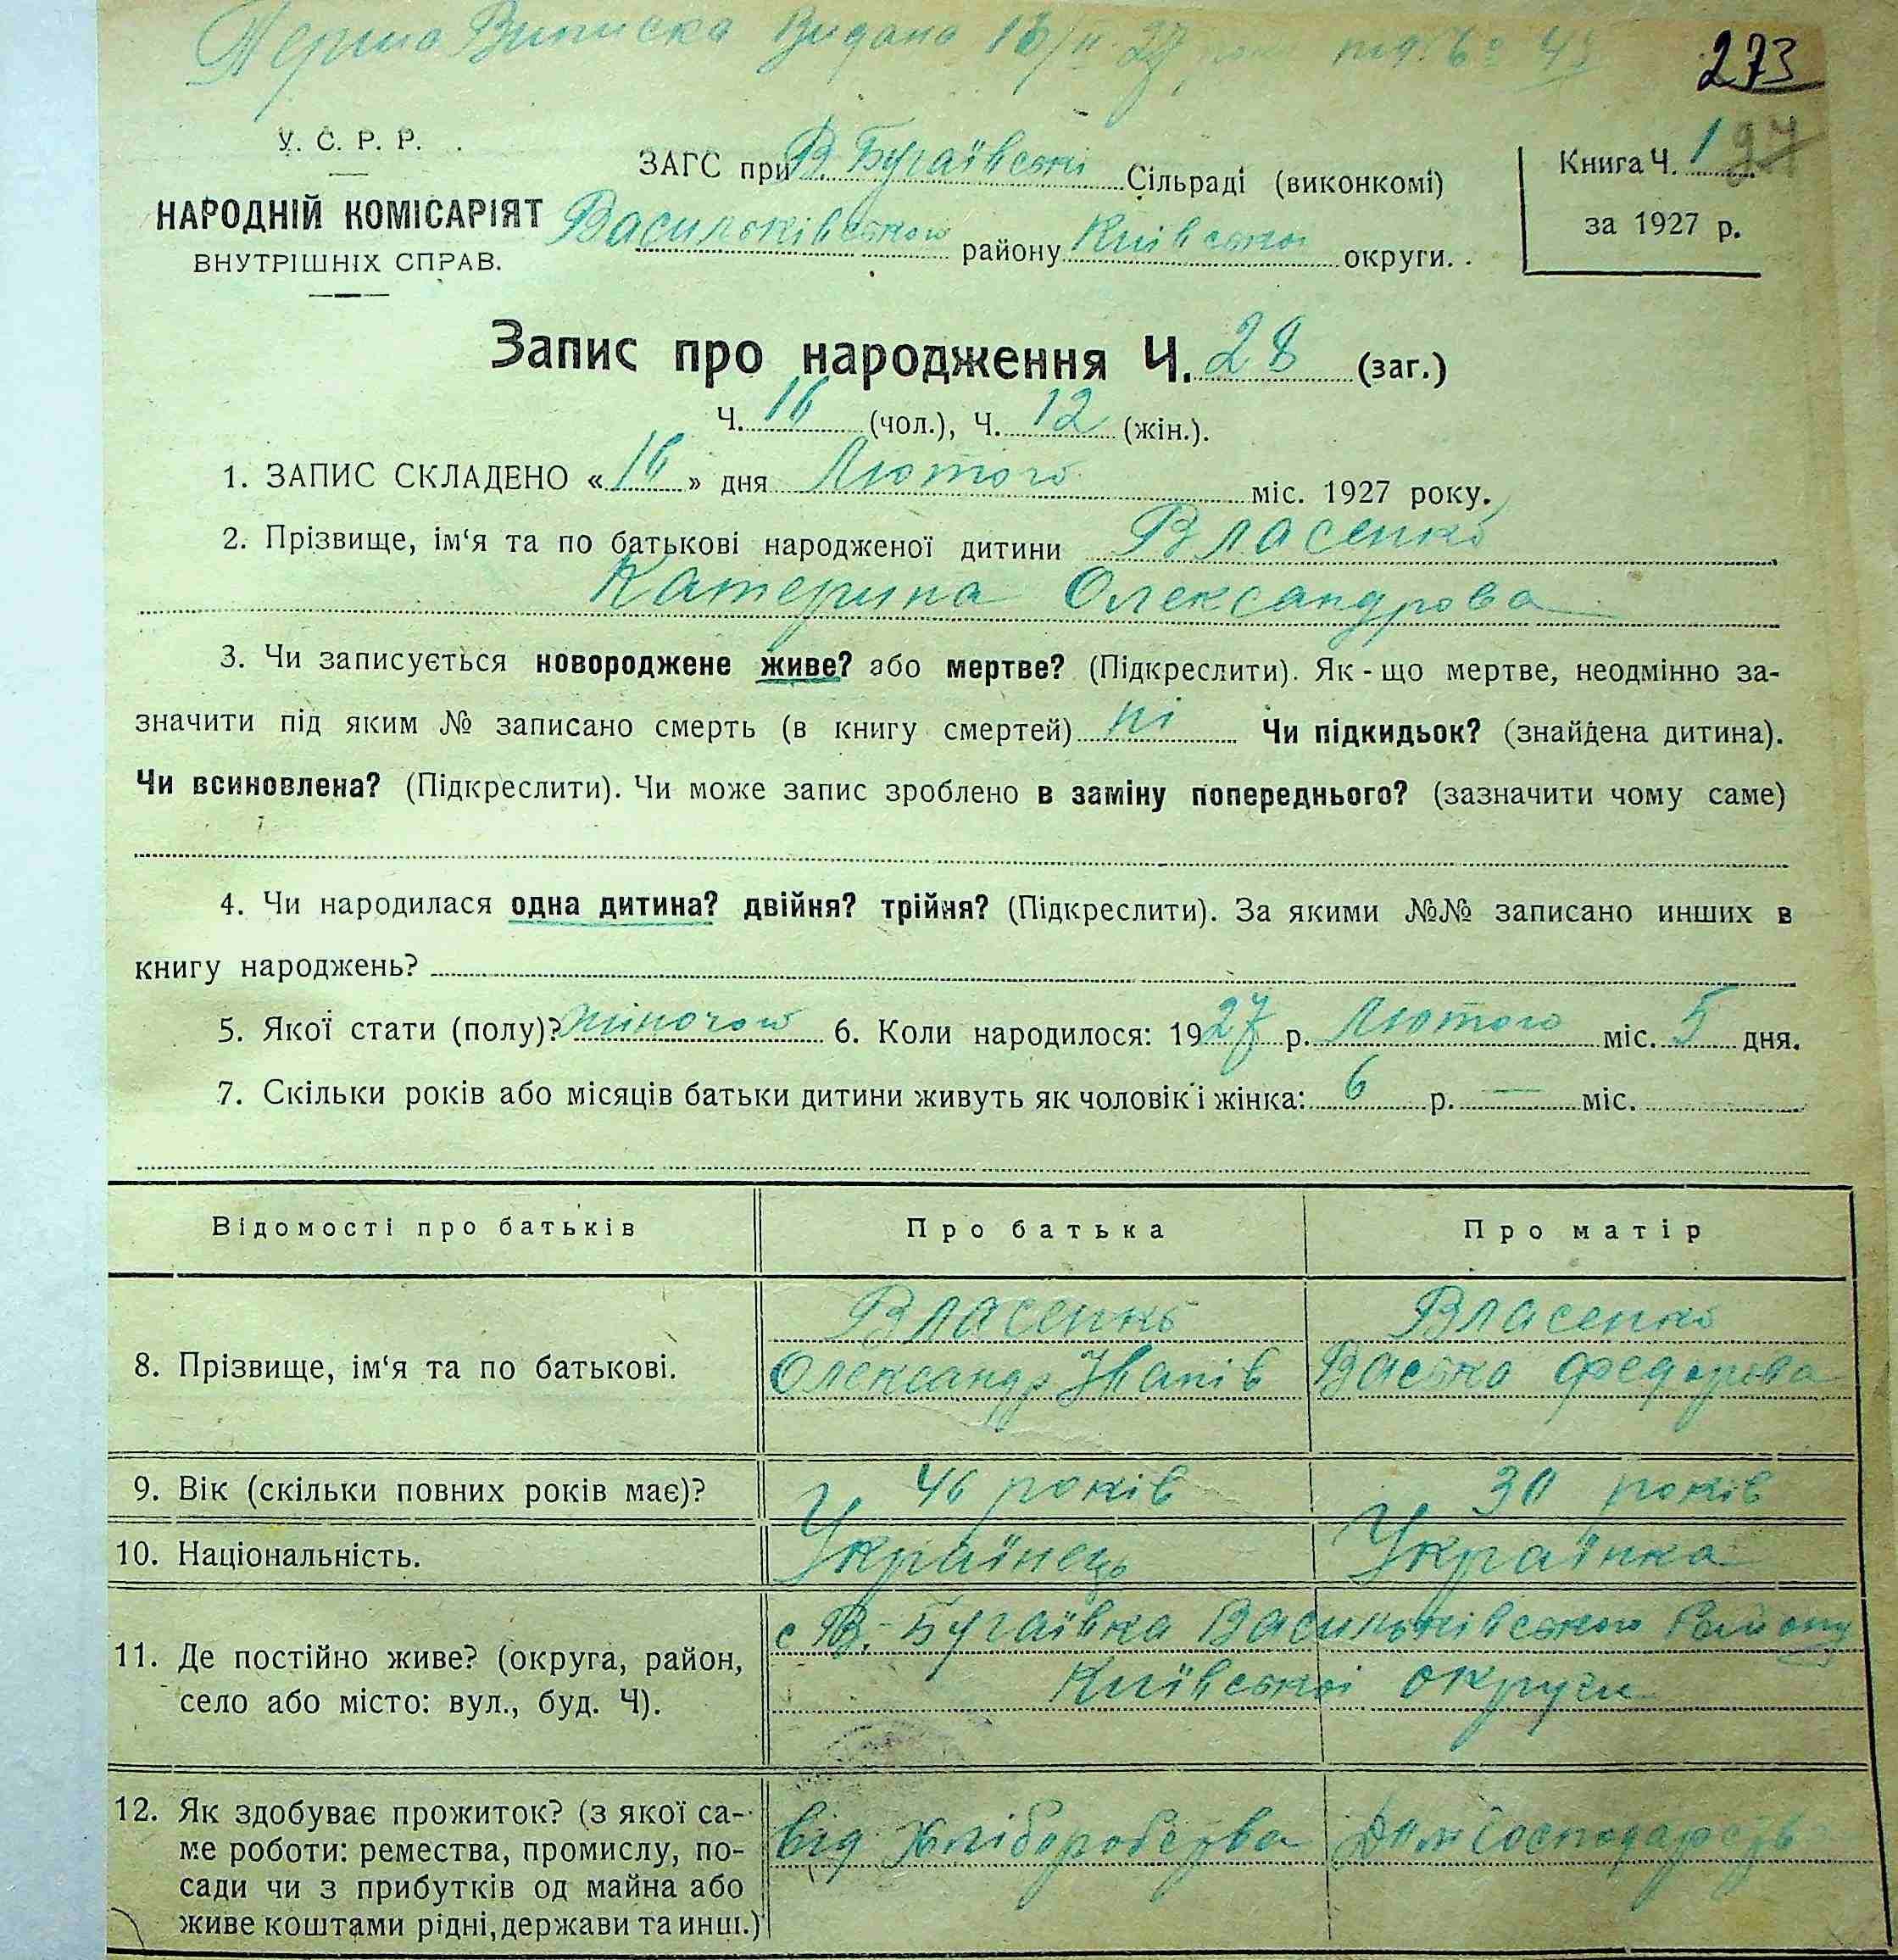 Перша Виписка Видана 16/II 27 року під. № 43
273
У. С. Р. Р.
НАРОДНІЙ КОМІСАРІЯТ
ВНУТРІШНІХ СПРАВ.
ЗАГС при В. Бугаївські Сільраді (виконкомі)
Васильківського району Київської округи.
Книга Ч. 1
за 1927 р.
Запис про народження Ч. 28 (заг.)
Ч. 16 (чол.), Ч. 12 (жін.).
1. ЗАПИС СКЛАДЕНО «16» дня Лютого міс. 1927 року.
2. Прізвище, ім‘я та по батькові народженої дитини Власенко
Катерина Олександрова
3. Чи записується новороджене живе? або мертве? (Підкреслити). Як-що мертве, неодмінно за-
значити під яким № записано смерть (в книгу смертей) ні Чи підкидьок? (знайдена дитина).
Чи всиновлена? (Підкреслити). Чи може запис зроблено в заміну попереднього? (зазначити чому саме)
4. Чи народилася одна дитина? двійня? трійня? (Підкреслити). За якими №№ записано инших в
книгу народжень?
5. Якої стати (полу)? жіночої 6. Коли народилося: 1927 р. Лютого міс. 5 дня.
7. Скільки років або місяців батьки дитини живуть як чоловік і жінка: 6 р. — міс.
Відомості про батьків Про батька Про матір
Власенко Власенко
8. Прізвище, ім‘я та по батькові. Олександр Іванів Васька Федорова
9. Вік (скільки повних років має)? 46 років 30 років
10. Національність. Українець Українка
11. Де постійно живе? (округа, район,
село або місто: вул., буд. Ч).
с В.-Бугаївка Васильківського Району
Київської округи
12. Як здобуває прожиток? (з якої са-
ме роботи: ремества, промислу, по-
сади чи з прибутків од майна або
живе коштами рідні, держави та инш.)
від хліборобства Дом Господарств